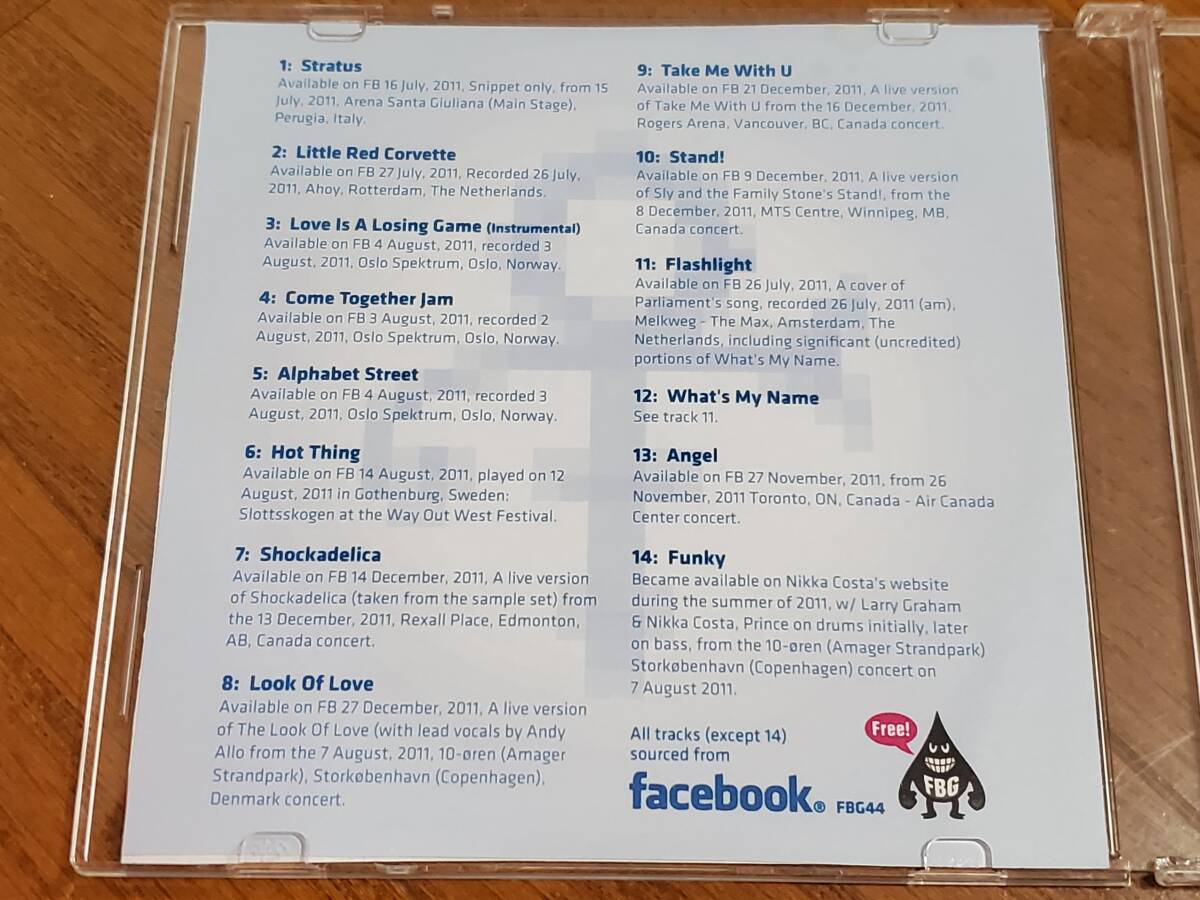 1: Stratus
Available on FB 16 July, 2011, Snippet only, from 15
July, 2011, Arena Santa Giuliana (Main Stage),
Perugia, Italy.
2: Little Red Corvette
Available on FB 27 July, 2011, Recorded 26 July,
2011, Ahoy, Rotterdam, The Netherlands.
3: Love Is A Losing Game (Instrumental)
Available on FB 4 August, 2011, recorded 3
August, 2011, Oslo Spektrum, Oslo, Norway.
4: Come Together Jam
Available on FB 3 August, 2011, recorded 2
August, 2011, Oslo Spektrum, Oslo, Norway.
5: Alphabet Street
Available on FB 4 August, 2011, recorded 3
August, 2011, Oslo Spektrum, Oslo, Norway.
6: Hot Thing
Available on FB 14 August, 2011, played on 12
August, 2011 in Gothenburg, Sweden:
Slottsskogen at the Way Out West Festival.
7: Shockadelica
Available on FB 14 December, 2011, A live version
of Shockadelica (taken from the sample set) from
the 13 December, 2011, Rexall Place, Edmonton,
AB, Canada concert.
8: Look Of Love
Available on FB 27 December, 2011, A live version
of The Look Of Love (with lead vocals by Andy
Allo from the 7 August, 2011, 10-øren (Amager
Strandpark), Storkøbenhavn (Copenhagen),
Denmark concert.
9: Take Me With U
Available on FB 21 December, 2011, A live version
of Take Me With U from the 16 December, 2011,
Rogers Arena, Vancouver, BC, Canada concert.
10: Stand!
Available on FB 9 December, 2011, A live version
of Sly and the Family Stone's Stand!, from the
8 December, 2011, MTS Centre, Winnipeg, MB,
Canada concert.
11: Flashlight
Available on FB 26 July, 2011, A cover of
Parliament's song, recorded 26 July, 2011 (am),
Melkweg - The Max, Amsterdam, The
Netherlands, including significant (uncredited)
portions of What's My Name.
12: What's My Name
See track 11.
13: Angel
Available on FB 27 November, 2011, from 26
November, 2011 Toronto, ON, Canada - Air Canada
Center concert.
14: Funky
Became available on Nikka Costa's website
during the summer of 2011, w/ Larry Graham
& Nikka Costa, Prince on drums initially, later
on bass, from the 10-øren (Amager Strandpark)
Storkøbenhavn (Copenhagen) concert on
7 August 2011.
All tracks (except 14)
sourced from
facebook® FBG44
Free!
FBG